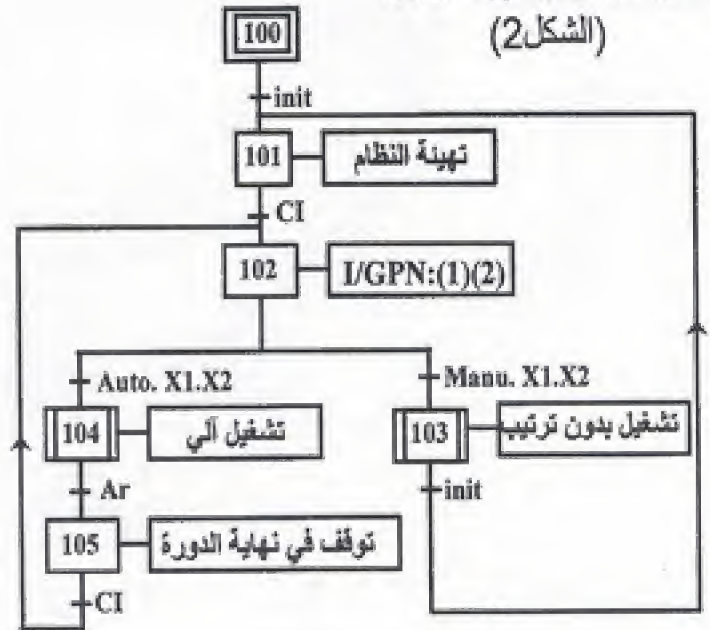 (الشكل2)
100
init
101 تهيئة النظام
CI
102 I/GPN:(1)(2)
Auto. X1.X2 Manu. X1.X2
104 تشغيل آلي 103 تشغيل بدون ترتيب
Ar init
105 توقف في نهاية الدورة
CI